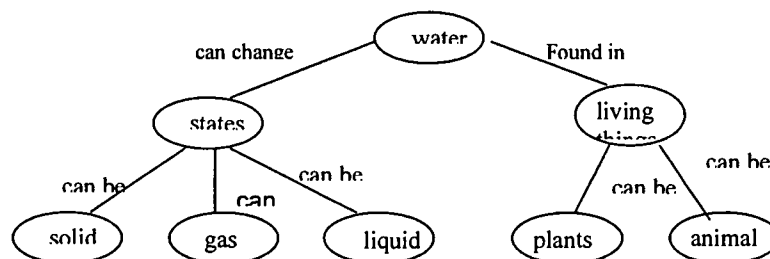 water
can change
Found in
states
living
things
can be
can
can be
can be
can be
solid
gas
liquid
plants
animal